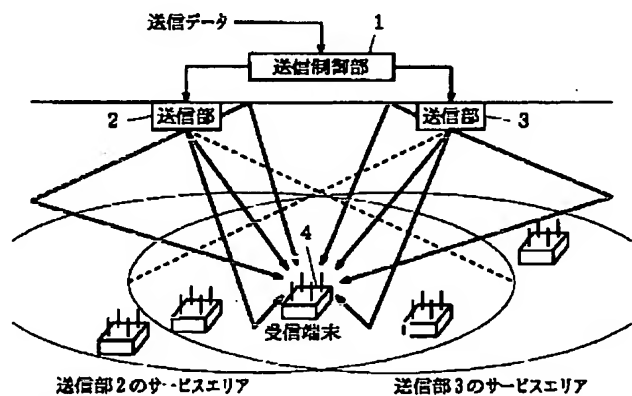 送信データ
1
送信制御部
2 送信部
送信部 3
4
受信端末
送信部2のサービスエリア
送信部3のサービスエリア